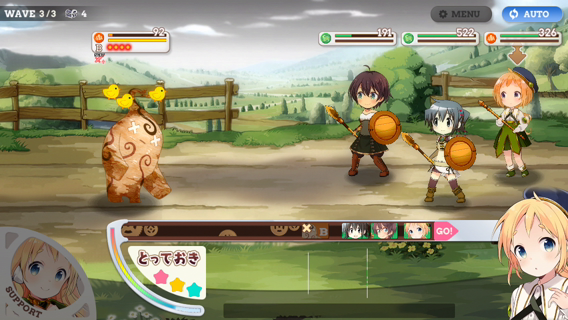 WAVE 3/3 4
MENU
AUTO
92
B
191
522
326
B
GO!
とっておき
SUPPORT